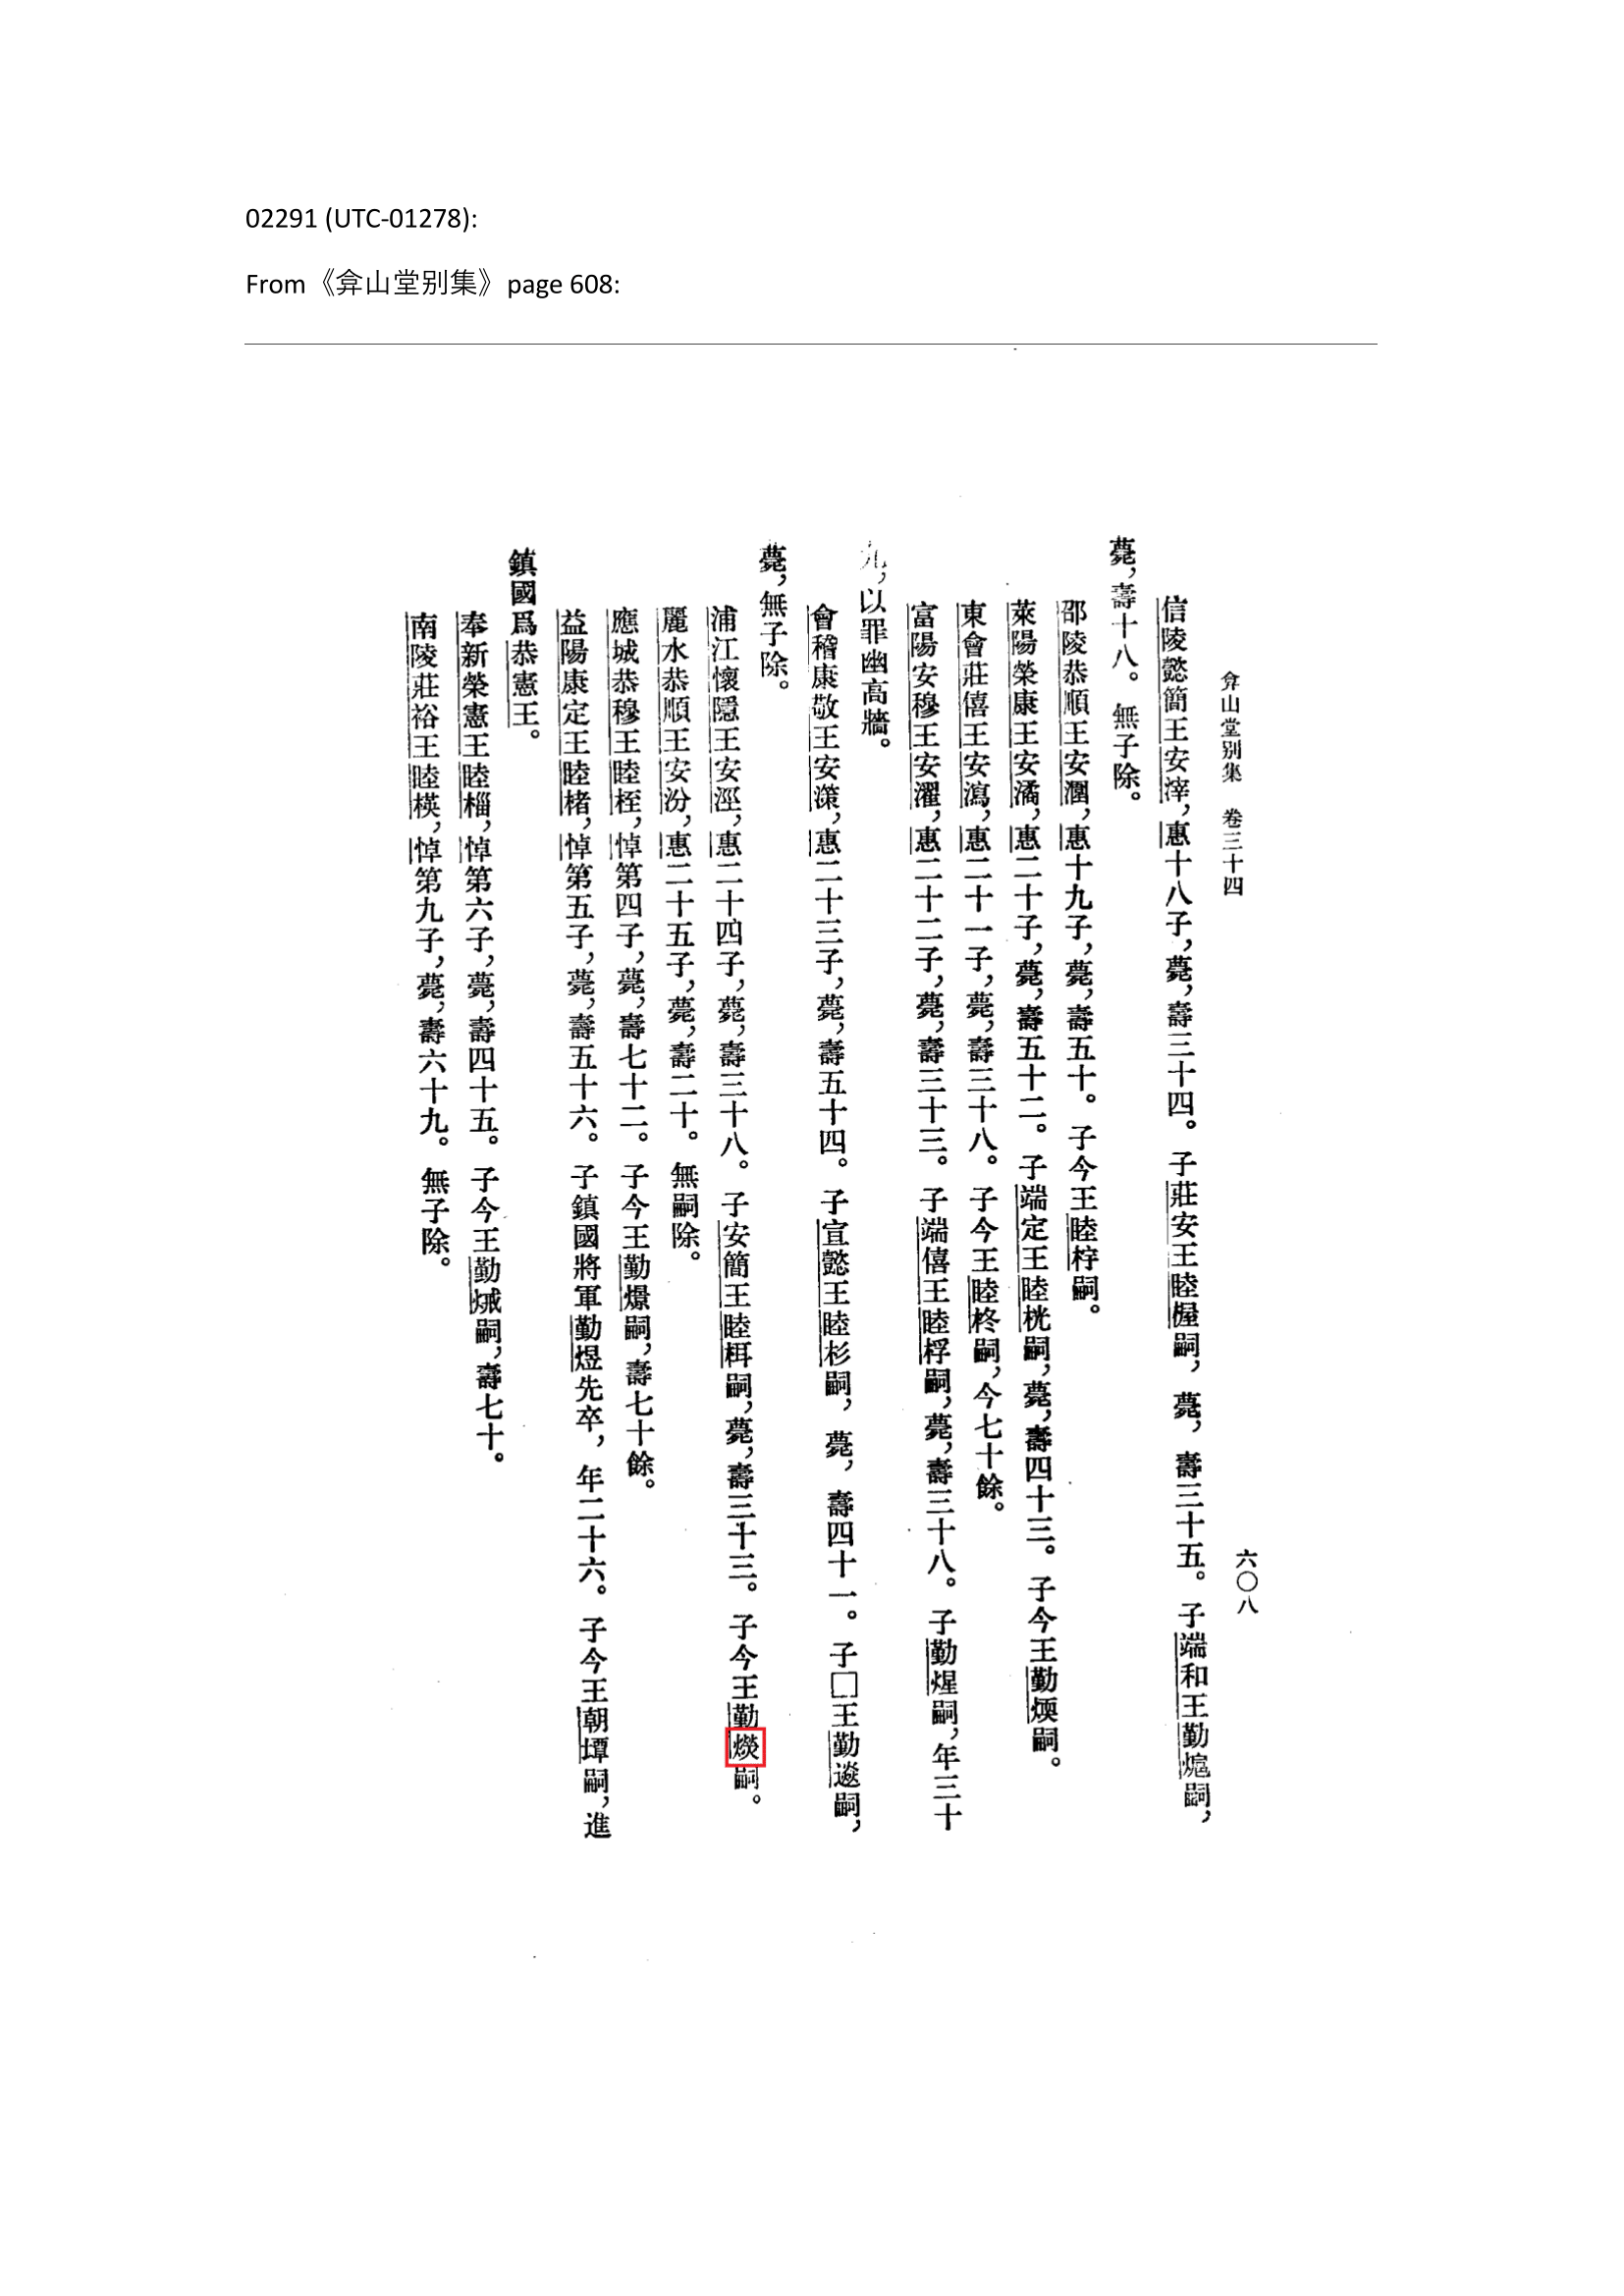 02291 (UTC-01278):
From《弇山堂别集》page 608:
弇山堂别集　卷三十四
六〇八
信陵懿簡王安滓，惠十八子，薨，壽三十四。子莊安王睦楃嗣，薨，壽三十五。子端和王勤熩嗣，
薨，壽十八。無子除。
邵陵恭順王安潤，惠十九子，薨，壽五十。子今王睦梈嗣。
萊陽榮康王安潏，惠二十子，薨，壽五十二。子端定王睦桄嗣，薨，壽四十三。子今王勤煗嗣。
東會莊僖王安瀉，惠二十一子，薨，壽三十八。子今王睦柊嗣，今七十餘。
富陽安穆王安濯，惠二十二子，薨，壽三十三。子端僖王睦桴嗣，薨，壽三十八。子勤煋嗣，年三十
九，以罪幽高牆。
會稽康敬王安濼，惠二十三子，薨，壽五十四。子宣懿王睦杉嗣，薨，壽四十一。子□王勤邆嗣，
薨，無子除。
浦江懷隱王安涇，惠二十四子，薨，壽三十八。子安簡王睦栮嗣，薨，壽三十三。子今王勤嗣。
麗水恭順王安汾，惠二十五子，薨，壽二十。無嗣除。
應城恭穆王睦桎，悼第四子，薨，壽七十二。子今王勤燝嗣，壽七十餘。
益陽康定王睦楮，悼第五子，薨，壽五十六。子鎮國將軍勤煜先卒，年二十六。子今王朝墰嗣，進
鎮國爲恭憲王。
奉新榮憲王睦椔，悼第六子，薨，壽四十五。子今王勤烕嗣，壽七十。
南陵莊裕王睦楧，悼第九子，薨，壽六十九。無子除。